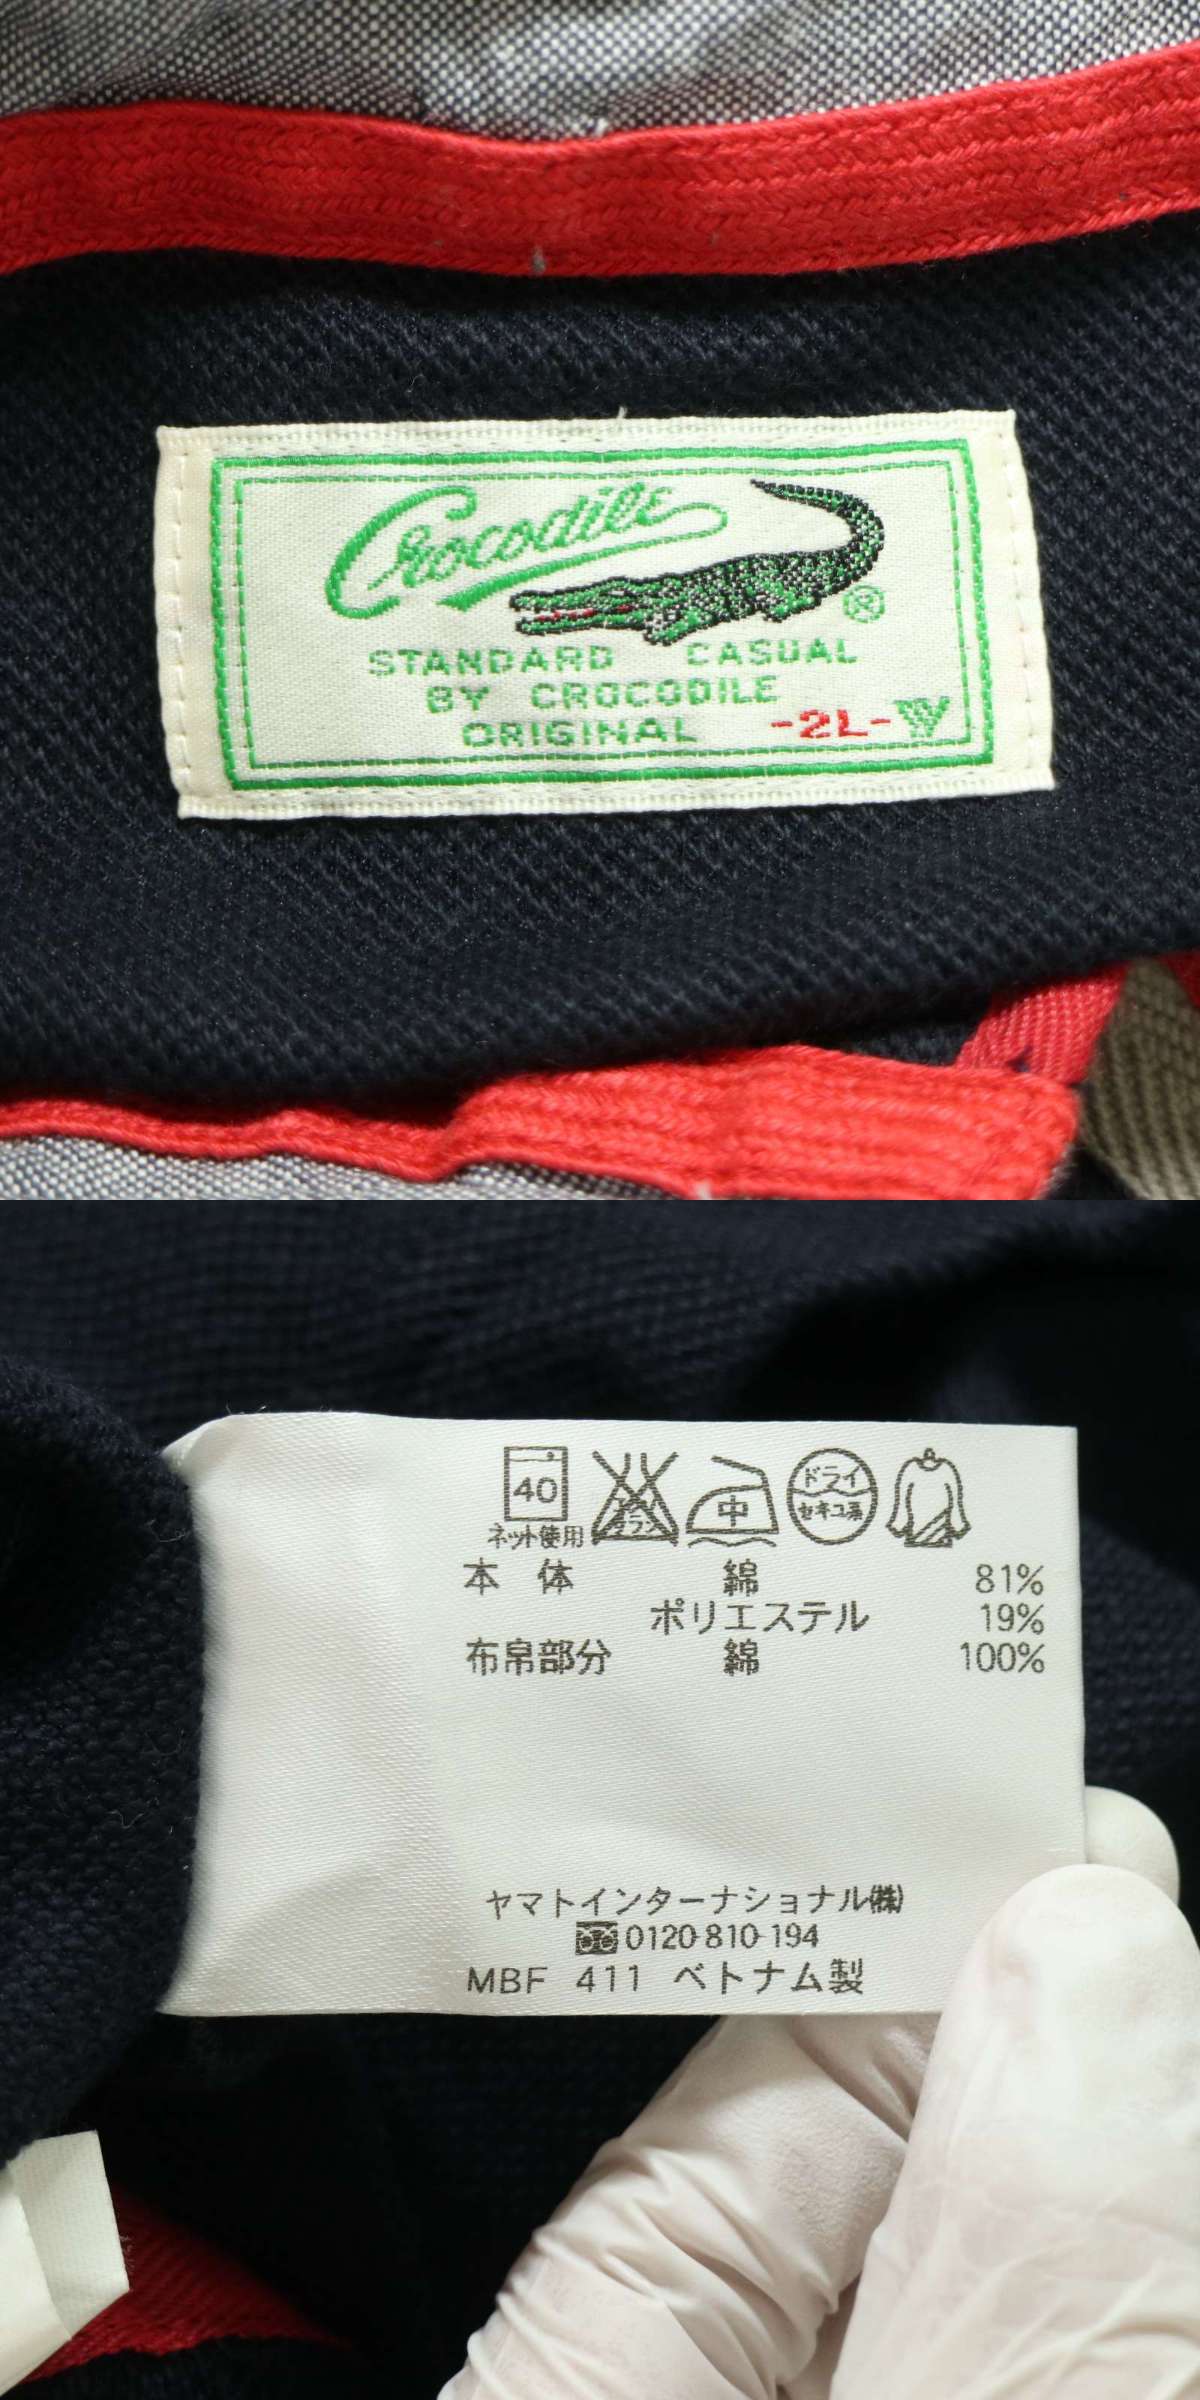 Crocodile
®
STANDARD CASUAL
BY CROCODILE
ORIGINAL -2L-
40
ネット使用
中
ドライ
セキユ系
本 体 綿 81%
ポリエステル 19%
布帛部分 綿 100%
ヤマトインターナショナル㈱
0120-810-194
MBF 411 ベトナム製